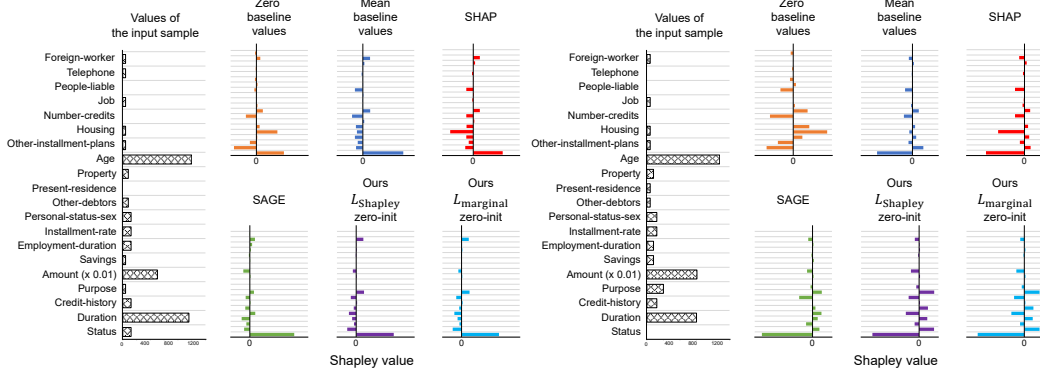 Values of
the input sample
Zero
baseline
values
Mean
baseline
values
SHAP
Foreign-worker
Telephone
People-liable
Job
Number-credits
Housing
Other-installment-plans
Age
Property
Present-residence
Other-debtors
Personal-status-sex
Installment-rate
Employment-duration
Savings
Amount (x 0.01)
Purpose
Credit-history
Duration
Status
0 400 800 1200
0
0
0
SAGE
Ours
L_Shapley
zero-init
Ours
L_marginal
zero-init
0
0
0
Shapley value
Values of
the input sample
Zero
baseline
values
Mean
baseline
values
SHAP
Foreign-worker
Telephone
People-liable
Job
Number-credits
Housing
Other-installment-plans
Age
Property
Present-residence
Other-debtors
Personal-status-sex
Installment-rate
Employment-duration
Savings
Amount (x 0.01)
Purpose
Credit-history
Duration
Status
0 400 800 1200
0
0
0
SAGE
Ours
L_Shapley
zero-init
Ours
L_marginal
zero-init
0
0
0
Shapley value